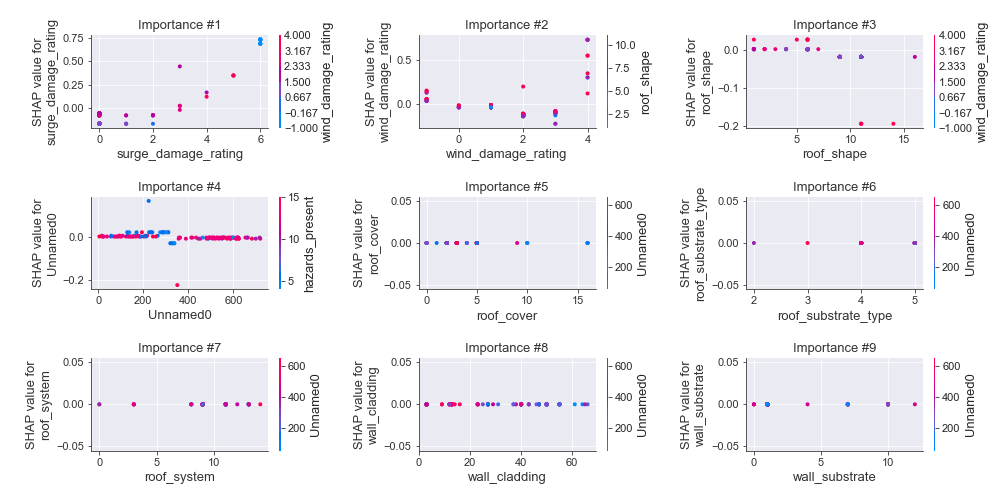 Importance #1
SHAP value for
surge_damage_rating
0.75
0.50
0.25
0.00
0
2
4
6
surge_damage_rating
4.000
3.167
2.333
1.500
0.667
−0.167
−1.000
wind_damage_rating
Importance #2
SHAP value for
wind_damage_rating
0.5
0.0
0
2
4
wind_damage_rating
10.0
7.5
5.0
2.5
roof_shape
Importance #3
SHAP value for
roof_shape
0.0
−0.1
−0.2
5
10
15
roof_shape
4.000
3.167
2.333
1.500
0.667
−0.167
−1.000
wind_damage_rating
Importance #4
SHAP value for
Unnamed0
0.0
−0.2
0
200
400
600
Unnamed0
15
10
5
hazards_present
Importance #5
SHAP value for
roof_cover
0.05
0.00
−0.05
0
5
10
15
roof_cover
600
400
200
Unnamed0
Importance #6
SHAP value for
roof_substrate_type
0.05
0.00
−0.05
2
3
4
5
roof_substrate_type
600
400
200
Unnamed0
Importance #7
SHAP value for
roof_system
0.05
0.00
−0.05
0
5
10
roof_system
600
400
200
Unnamed0
Importance #8
SHAP value for
wall_cladding
0.05
0.00
−0.05
0
20
40
60
wall_cladding
600
400
200
Unnamed0
Importance #9
SHAP value for
wall_substrate
0.05
0.00
−0.05
0
5
10
wall_substrate
600
400
200
Unnamed0